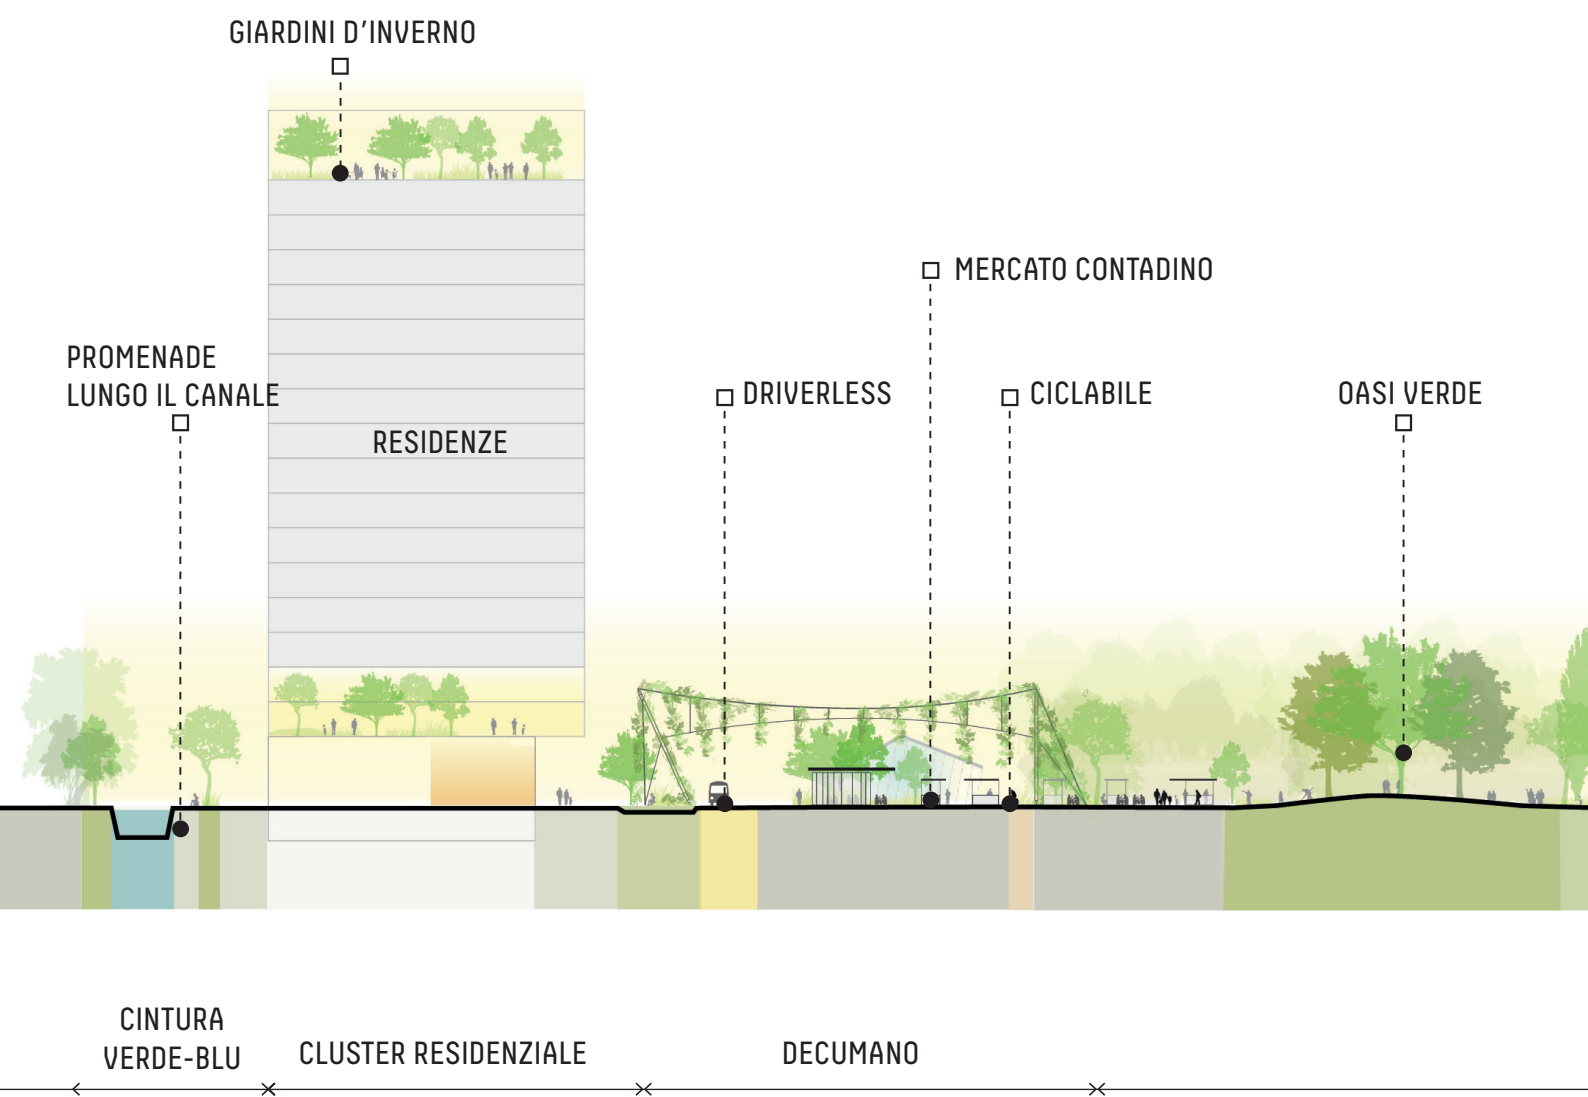 GIARDINI D'INVERNO
MERCATO CONTADINO
PROMENADE
LUNGO IL CANALE
DRIVERLESS
CICLABILE
OASI VERDE
RESIDENZE
CINTURA
VERDE-BLU
CLUSTER RESIDENZIALE
DECUMANO